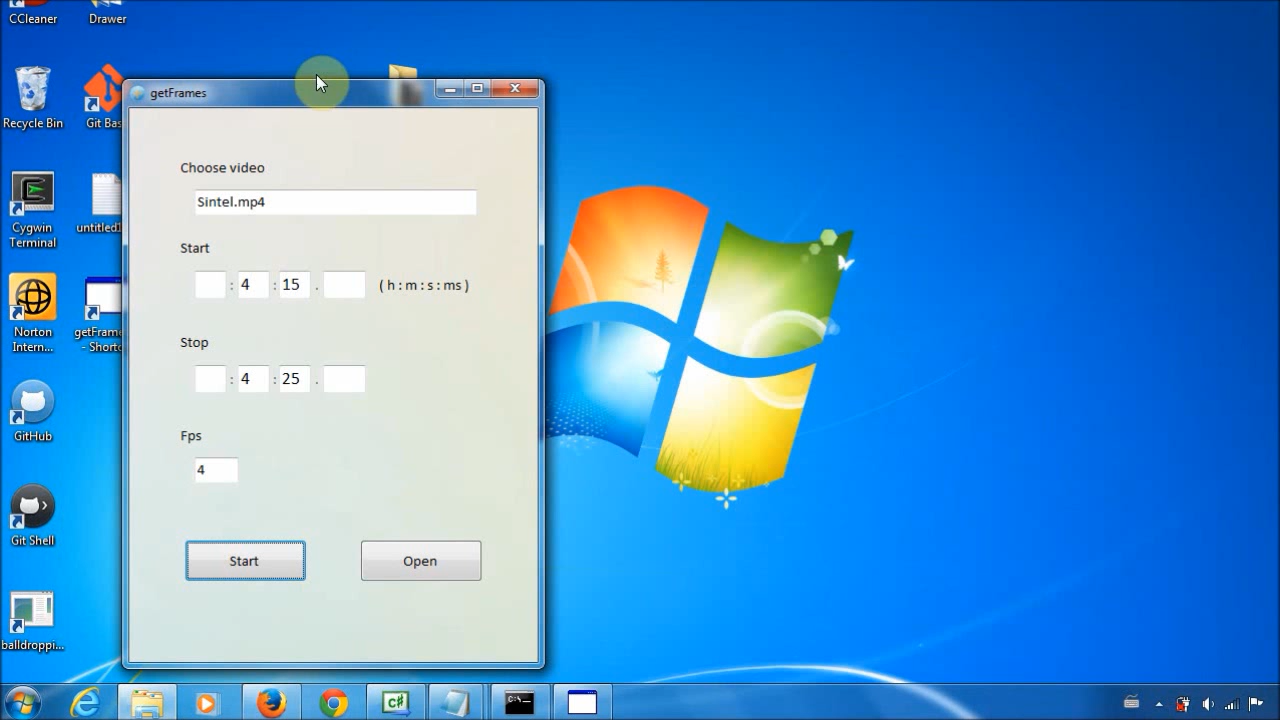 CCleaner
Drawer
Recycle Bin
Git Bas
Cygwin
Terminal
untitled1
Norton
Intern...
getFrame
- Shortc
GitHub
Git Shell
balldroppi...
getFrames
Choose video
Sintel.mp4
Start
: 4 : 15 . ( h : m : s : ms )
Stop
: 4 : 25 .
Fps
4
Start Open
C#
C:\_